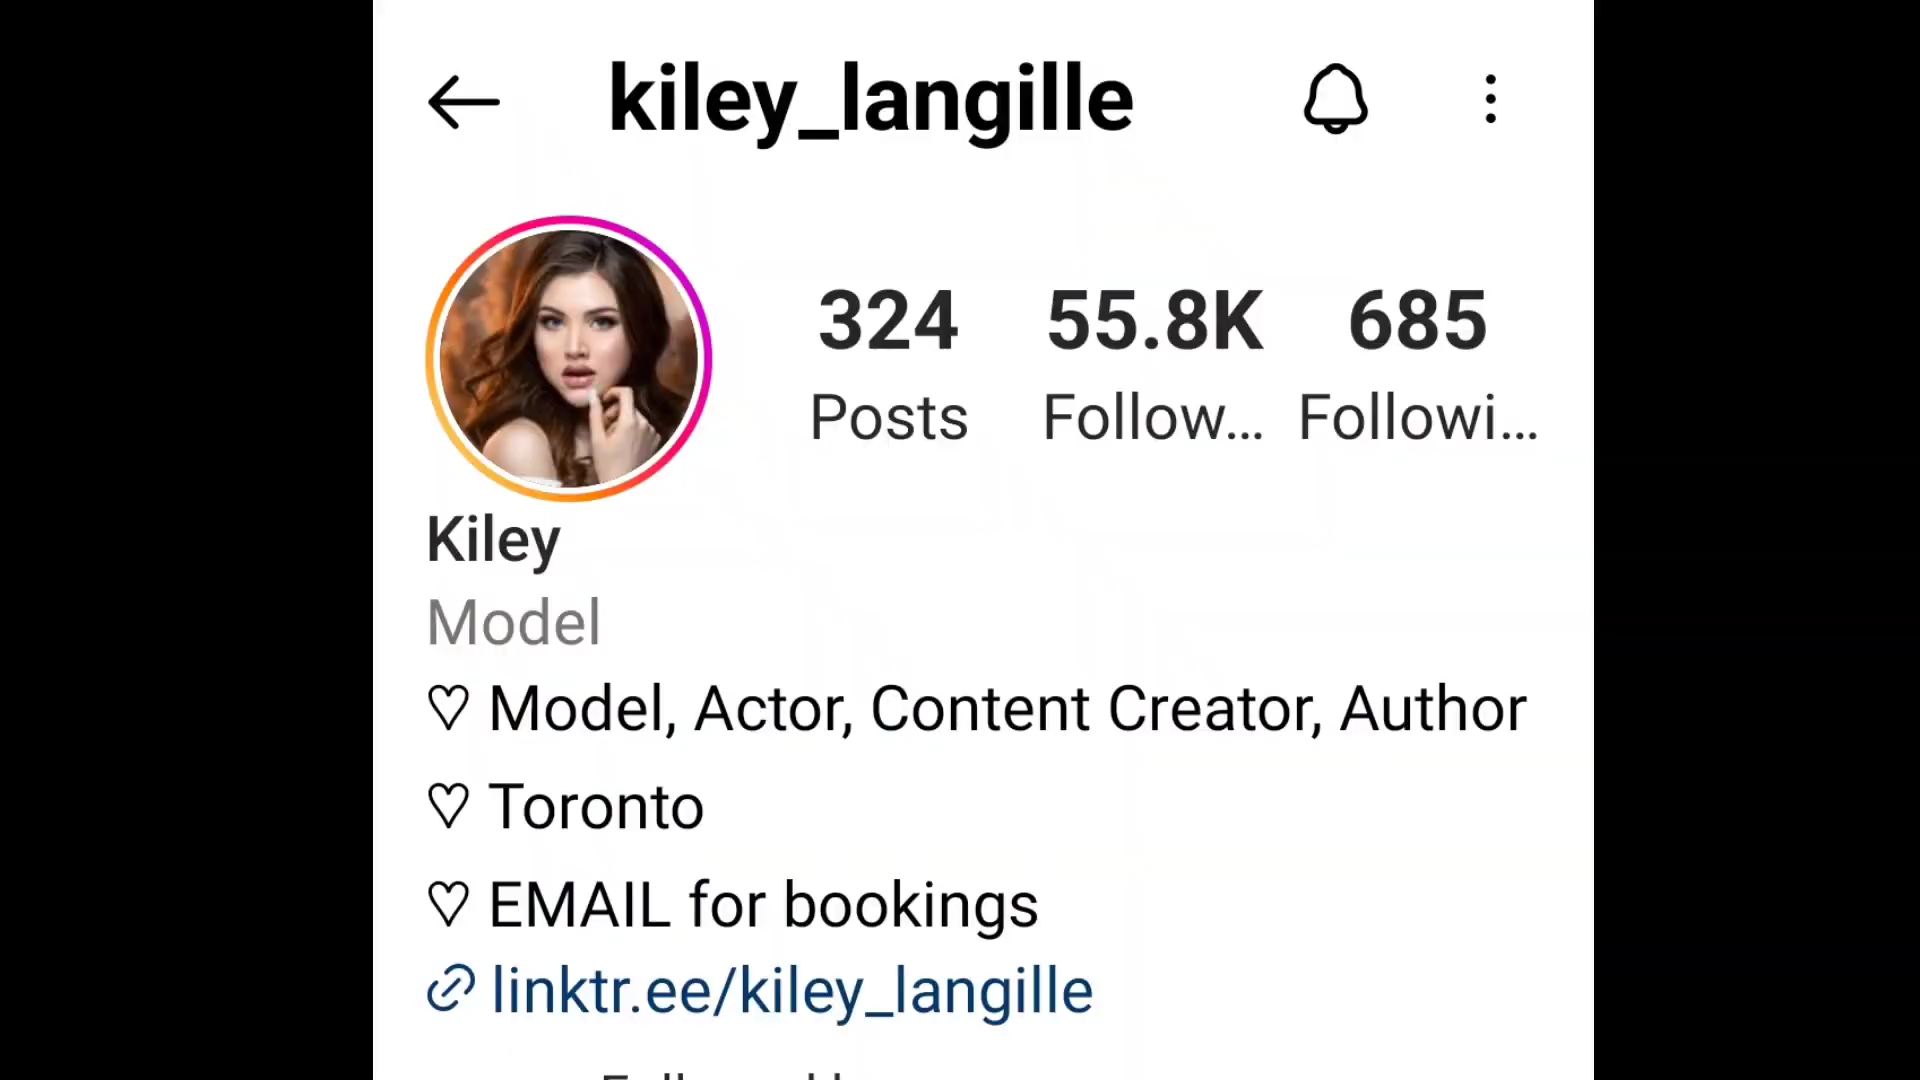 kiley_langille
324 55.8K 685
Posts Follow... Followi...
Kiley
Model
♡ Model, Actor, Content Creator, Author
♡ Toronto
♡ EMAIL for bookings
linktr.ee/kiley_langille